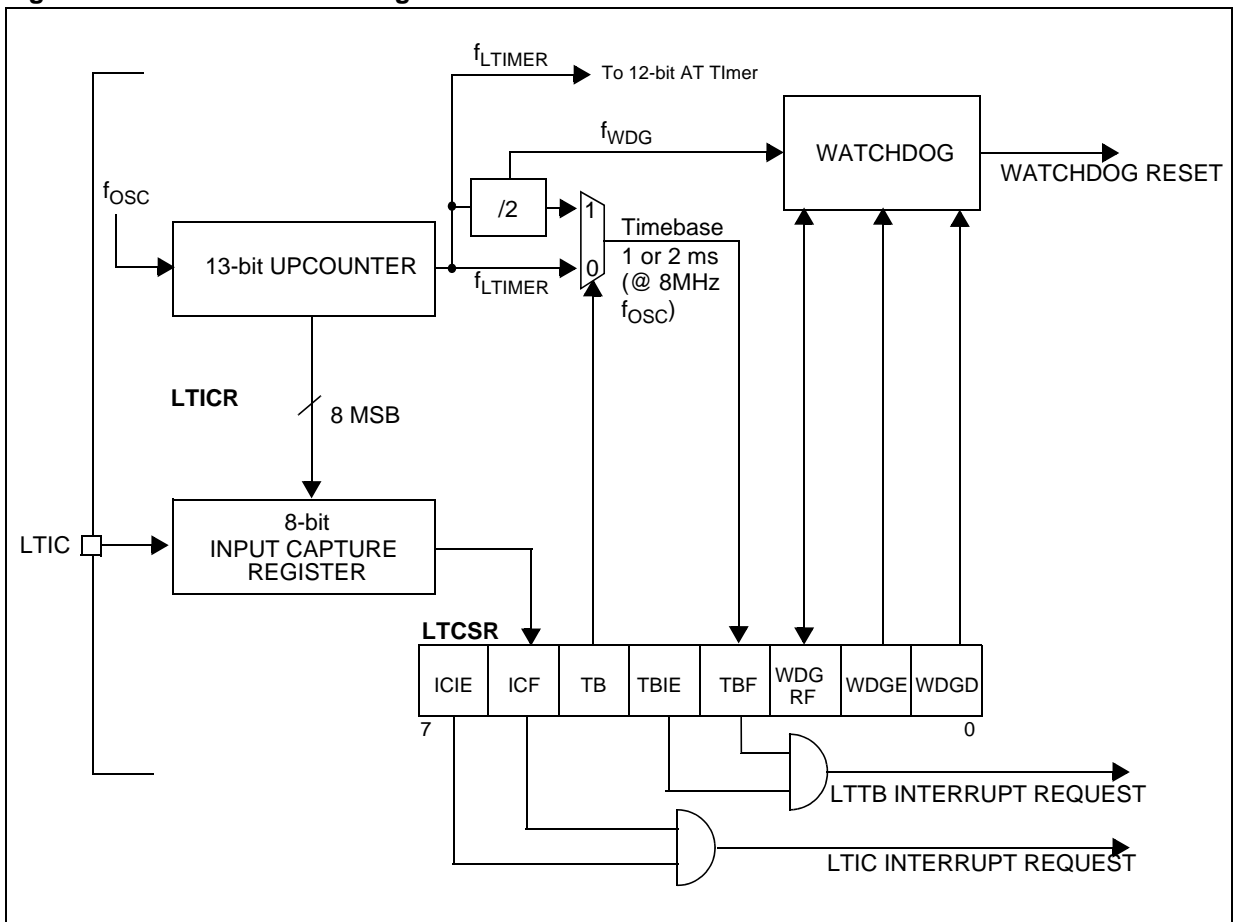 fLTIMER
To 12-bit AT TImer
fWDG
WATCHDOG
WATCHDOG RESET
fOSC
/2
1
Timebase
1 or 2 ms
(@ 8MHz
fOSC)
13-bit UPCOUNTER
0
fLTIMER
LTICR
8 MSB
LTIC
8-bit
INPUT CAPTURE
REGISTER
LTCSR
ICIE ICF TB TBIE TBF WDG RF WDGE WDGD
7 0
LTTB INTERRUPT REQUEST
LTIC INTERRUPT REQUEST